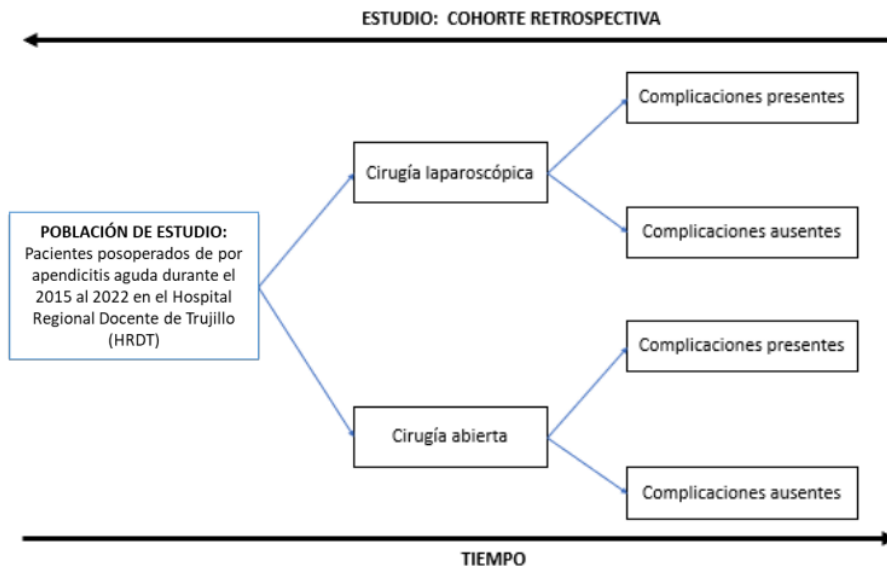 ESTUDIO: COHORTE RETROSPECTIVA
Complicaciones presentes
Cirugía laparoscópica
Complicaciones ausentes
POBLACIÓN DE ESTUDIO:
Pacientes posoperados de por
apendicitis aguda durante el
2015 al 2022 en el Hospital
Regional Docente de Trujillo
(HRDT)
Complicaciones presentes
Cirugía abierta
Complicaciones ausentes
TIEMPO